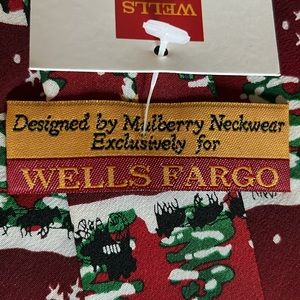 WELLS
Designed by Mulberry Neckwear
Exclusively for
WELLS FARGO